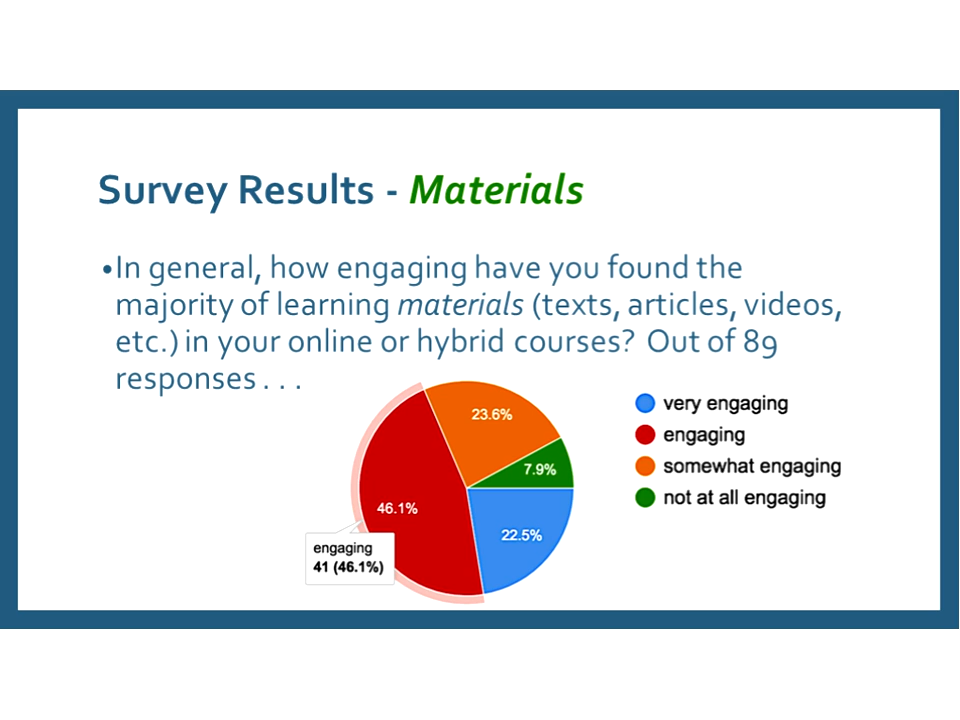 Survey Results - Materials
•In general, how engaging have you found the
majority of learning materials (texts, articles, videos,
etc.) in your online or hybrid courses?  Out of 89
responses . . .
very engaging
engaging
somewhat engaging
not at all engaging
23.6%
7.9%
46.1%
22.5%
engaging
41 (46.1%)